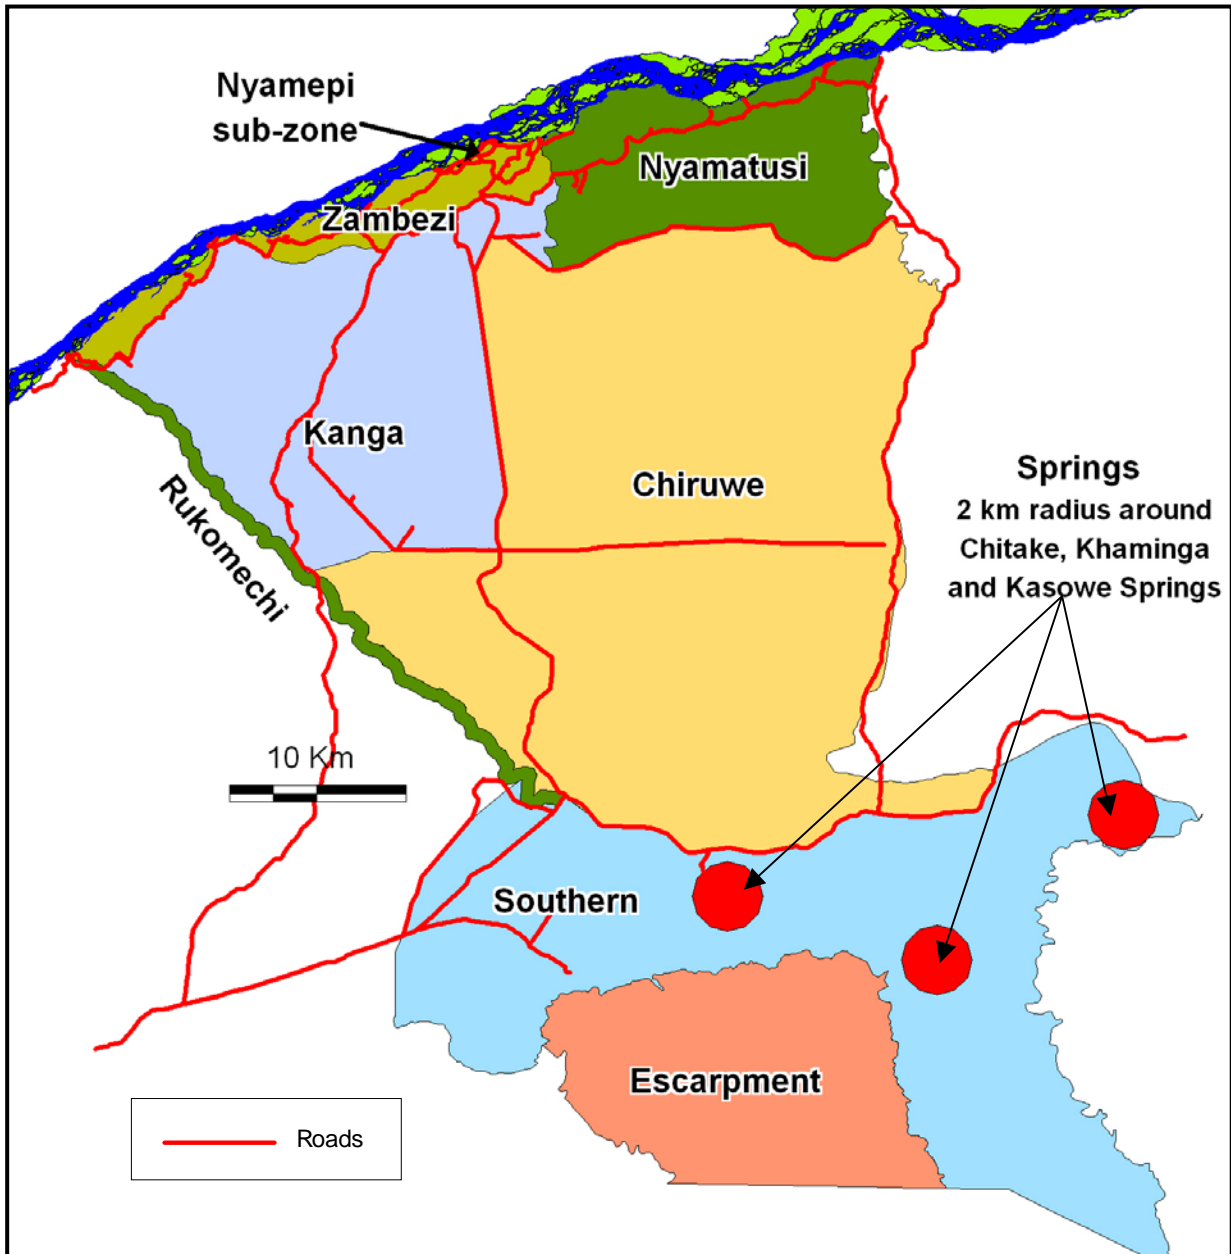 Nyamepi
sub-zone
Nyamatusi
Zambezi
Kanga
Chiruwe
Springs
2 km radius around
Chitake, Khaminga
and Kasowe Springs
Rukomechi
10 Km
Southern
Escarpment
Roads